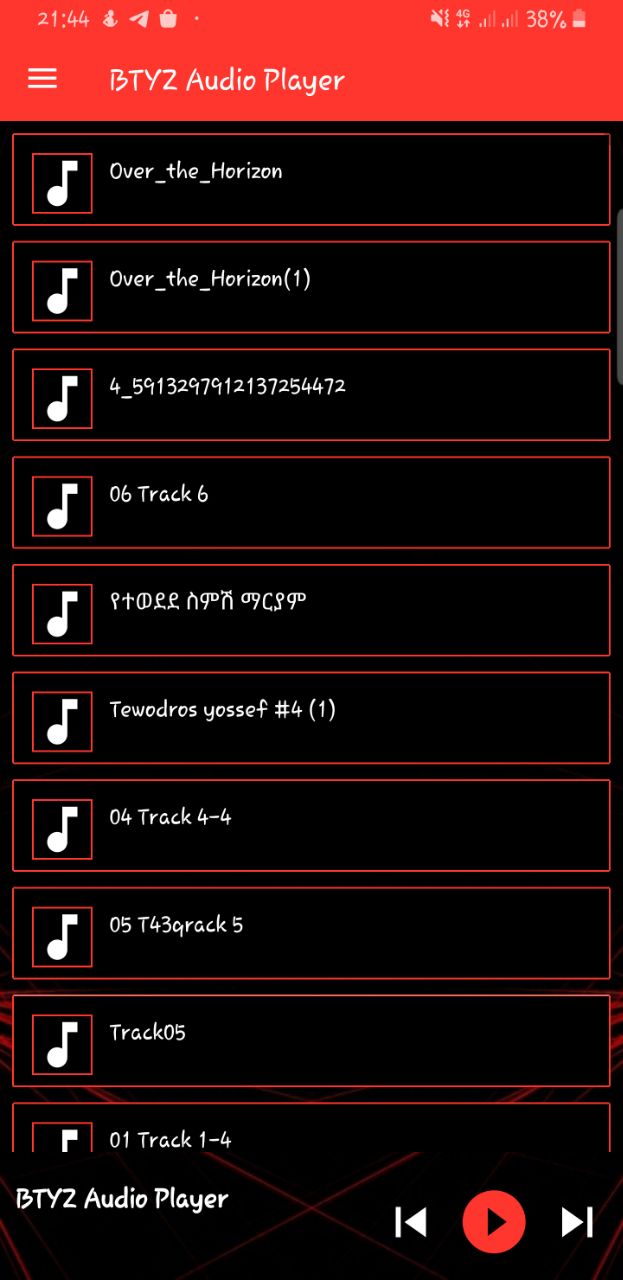 21:44
4G
38%
BTYZ Audio Player
Over_the_Horizon
Over_the_Horizon(1)
4_5913297912137254472
06 Track 6
የተወደደ ስምሽ ማርያም
Tewodros yossef #4 (1)
04 Track 4-4
05 T43qrack 5
Track05
01 Track 1-4
BTYZ Audio Player